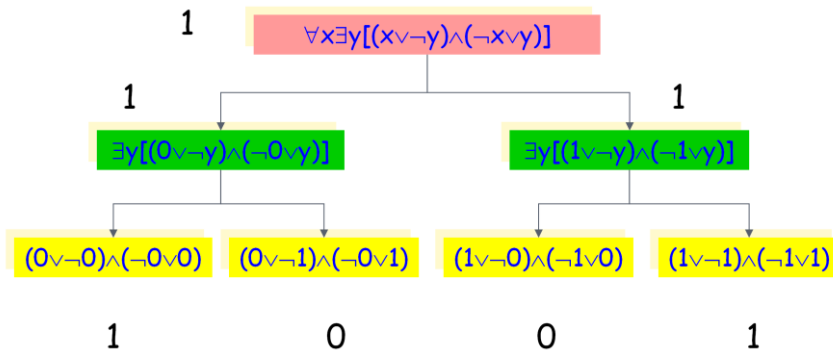 1
∀x∃y[(x∨¬y)∧(¬x∨y)]
1 1
∃y[(0∨¬y)∧(¬0∨y)] ∃y[(1∨¬y)∧(¬1∨y)]
(0∨¬0)∧(¬0∨0) (0∨¬1)∧(¬0∨1) (1∨¬0)∧(¬1∨0) (1∨¬1)∧(¬1∨1)
1 0 0 1